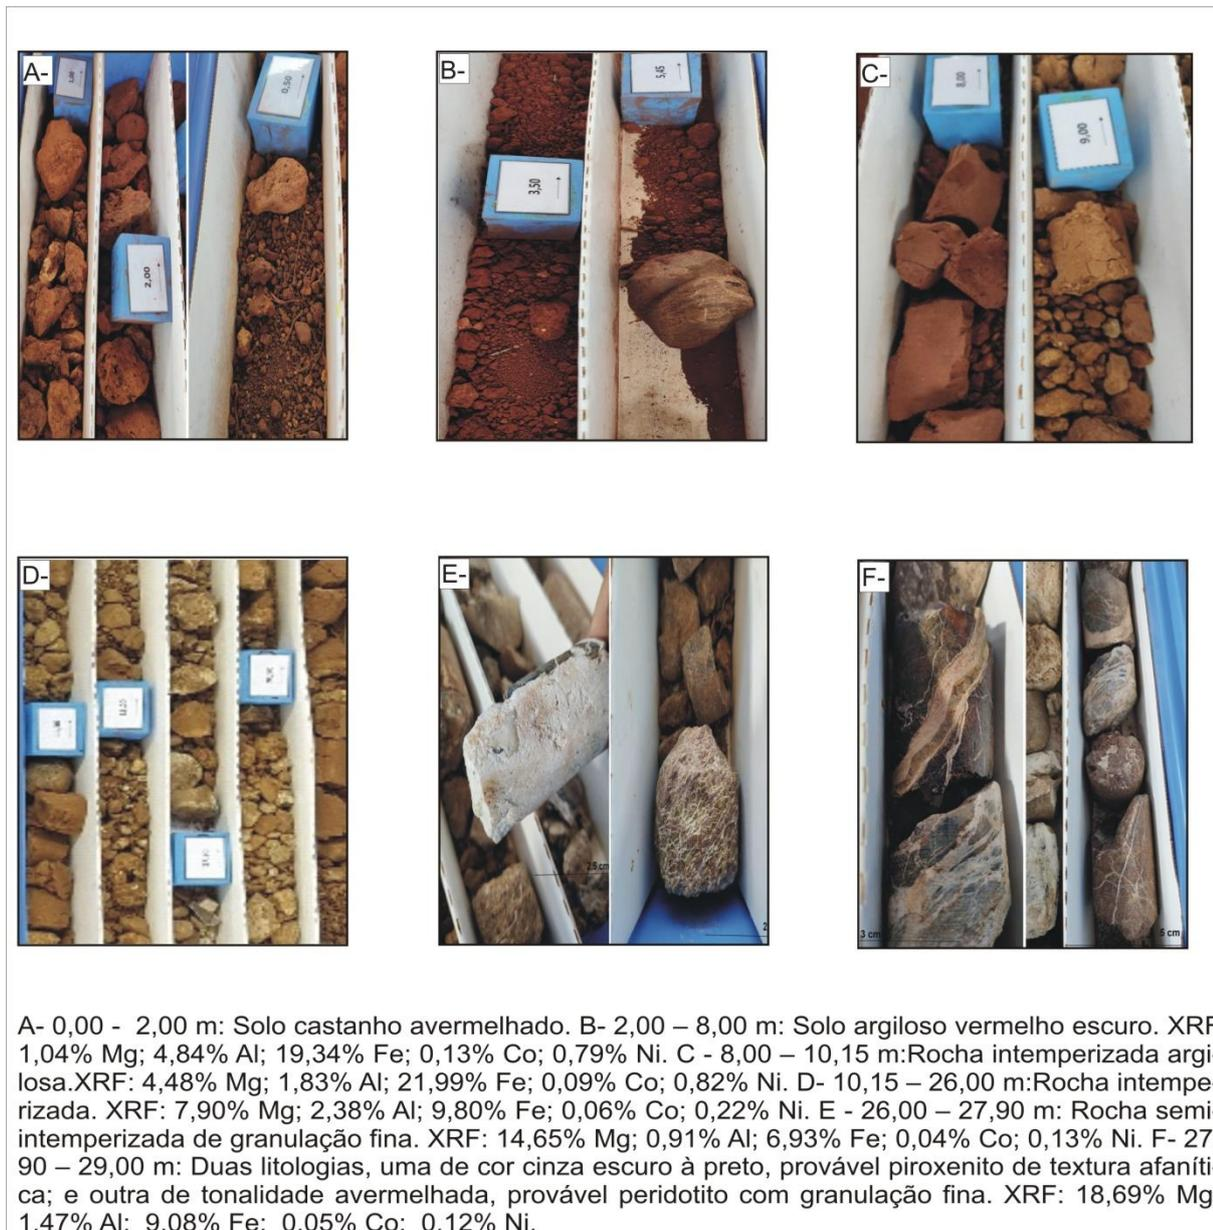 A-
1,00
2,00
0,50
B-
3,50
5,45
C-
8,00
9,00
D-
E-
2,5 cm
2
F-
3 cm
5 cm
A- 0,00 - 2,00 m: Solo castanho avermelhado. B- 2,00 – 8,00 m: Solo argiloso vermelho escuro. XRF
1,04% Mg; 4,84% Al; 19,34% Fe; 0,13% Co; 0,79% Ni. C - 8,00 – 10,15 m:Rocha intemperizada argi-
losa.XRF: 4,48% Mg; 1,83% Al; 21,99% Fe; 0,09% Co; 0,82% Ni. D- 10,15 – 26,00 m:Rocha intempe-
rizada. XRF: 7,90% Mg; 2,38% Al; 9,80% Fe; 0,06% Co; 0,22% Ni. E - 26,00 – 27,90 m: Rocha semi-
intemperizada de granulação fina. XRF: 14,65% Mg; 0,91% Al; 6,93% Fe; 0,04% Co; 0,13% Ni. F- 27
90 – 29,00 m: Duas litologias, uma de cor cinza escuro à preto, provável piroxenito de textura afaníti-
ca; e outra de tonalidade avermelhada, provável peridotito com granulação fina. XRF: 18,69% Mg
1,47% Al; 9,08% Fe; 0,05% Co; 0,12% Ni.